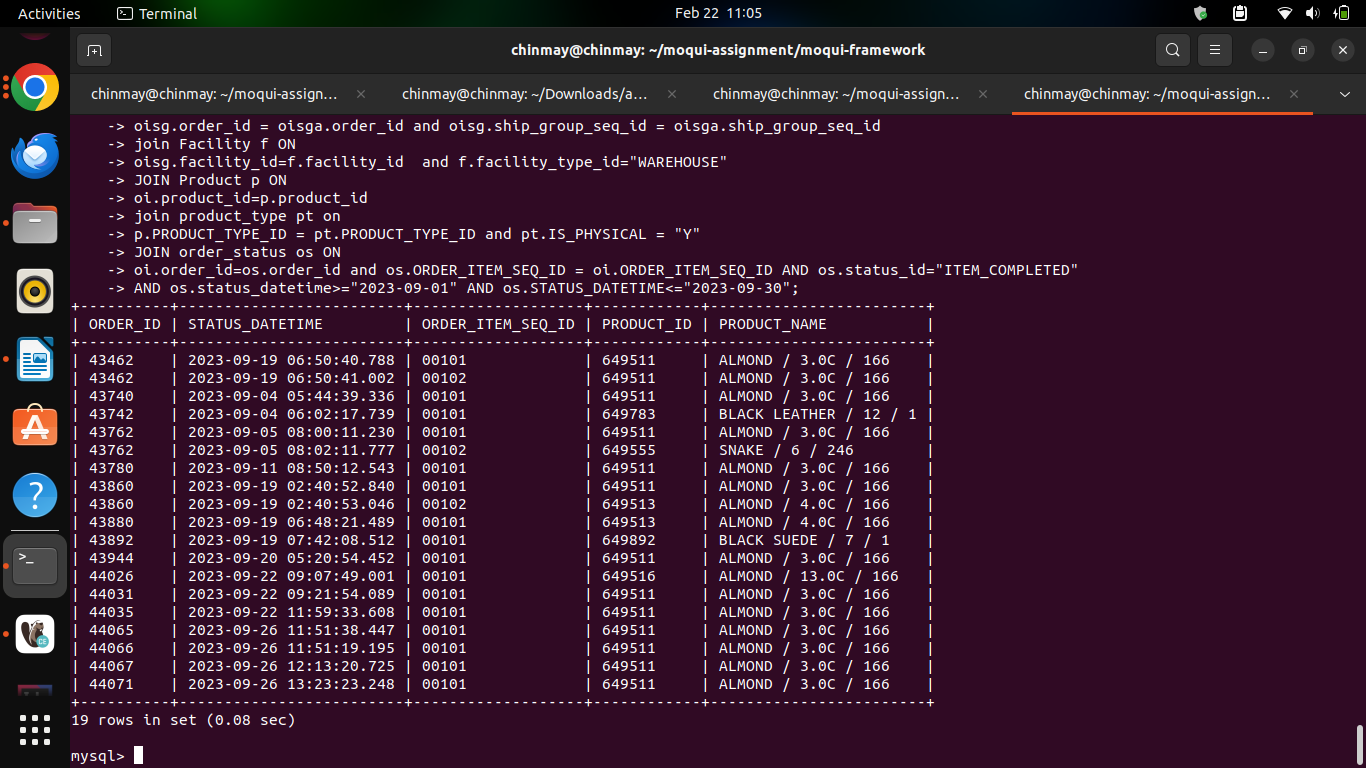 Activities Terminal Feb 22 11:05
chinmay@chinmay: ~/moqui-assignment/moqui-framework
chinmay@chinmay: ~/moqui-assign... × chinmay@chinmay: ~/Downloads/a... × chinmay@chinmay: ~/moqui-assign... × chinmay@chinmay: ~/moqui-assign... ×
    -> oisg.order_id = oisga.order_id and oisg.ship_group_seq_id = oisga.ship_group_seq_id
    -> join Facility f ON
    -> oisg.facility_id=f.facility_id  and f.facility_type_id="WAREHOUSE"
    -> JOIN Product p ON
    -> oi.product_id=p.product_id
    -> join product_type pt on
    -> p.PRODUCT_TYPE_ID = pt.PRODUCT_TYPE_ID and pt.IS_PHYSICAL = "Y"
    -> JOIN order_status os ON
    -> oi.order_id=os.order_id and os.ORDER_ITEM_SEQ_ID = oi.ORDER_ITEM_SEQ_ID AND os.status_id="ITEM_COMPLETED"
    -> AND os.status_datetime>="2023-09-01" AND os.STATUS_DATETIME<="2023-09-30";
+----------+-------------------------+-------------------+------------+------------------------+
| ORDER_ID | STATUS_DATETIME         | ORDER_ITEM_SEQ_ID | PRODUCT_ID | PRODUCT_NAME           |
+----------+-------------------------+-------------------+------------+------------------------+
| 43462    | 2023-09-19 06:50:40.788 | 00101             | 649511     | ALMOND / 3.0C / 166    |
| 43462    | 2023-09-19 06:50:41.002 | 00102             | 649511     | ALMOND / 3.0C / 166    |
| 43740    | 2023-09-04 05:44:39.336 | 00101             | 649511     | ALMOND / 3.0C / 166    |
| 43742    | 2023-09-04 06:02:17.739 | 00101             | 649783     | BLACK LEATHER / 12 / 1 |
| 43762    | 2023-09-05 08:00:11.230 | 00101             | 649511     | ALMOND / 3.0C / 166    |
| 43762    | 2023-09-05 08:02:11.777 | 00102             | 649555     | SNAKE / 6 / 246        |
| 43780    | 2023-09-11 08:50:12.543 | 00101             | 649511     | ALMOND / 3.0C / 166    |
| 43860    | 2023-09-19 02:40:52.840 | 00101             | 649511     | ALMOND / 3.0C / 166    |
| 43860    | 2023-09-19 02:40:53.046 | 00102             | 649513     | ALMOND / 4.0C / 166    |
| 43880    | 2023-09-19 06:48:21.489 | 00101             | 649513     | ALMOND / 4.0C / 166    |
| 43892    | 2023-09-19 07:42:08.512 | 00101             | 649892     | BLACK SUEDE / 7 / 1    |
| 43944    | 2023-09-20 05:20:54.452 | 00101             | 649511     | ALMOND / 3.0C / 166    |
| 44026    | 2023-09-22 09:07:49.001 | 00101             | 649516     | ALMOND / 13.0C / 166   |
| 44031    | 2023-09-22 09:21:54.089 | 00101             | 649511     | ALMOND / 3.0C / 166    |
| 44035    | 2023-09-22 11:59:33.608 | 00101             | 649511     | ALMOND / 3.0C / 166    |
| 44065    | 2023-09-26 11:51:38.447 | 00101             | 649511     | ALMOND / 3.0C / 166    |
| 44066    | 2023-09-26 11:51:19.195 | 00101             | 649511     | ALMOND / 3.0C / 166    |
| 44067    | 2023-09-26 12:13:20.725 | 00101             | 649511     | ALMOND / 3.0C / 166    |
| 44071    | 2023-09-26 13:23:23.248 | 00101             | 649511     | ALMOND / 3.0C / 166    |
+----------+-------------------------+-------------------+------------+------------------------+
19 rows in set (0.08 sec)
mysql>